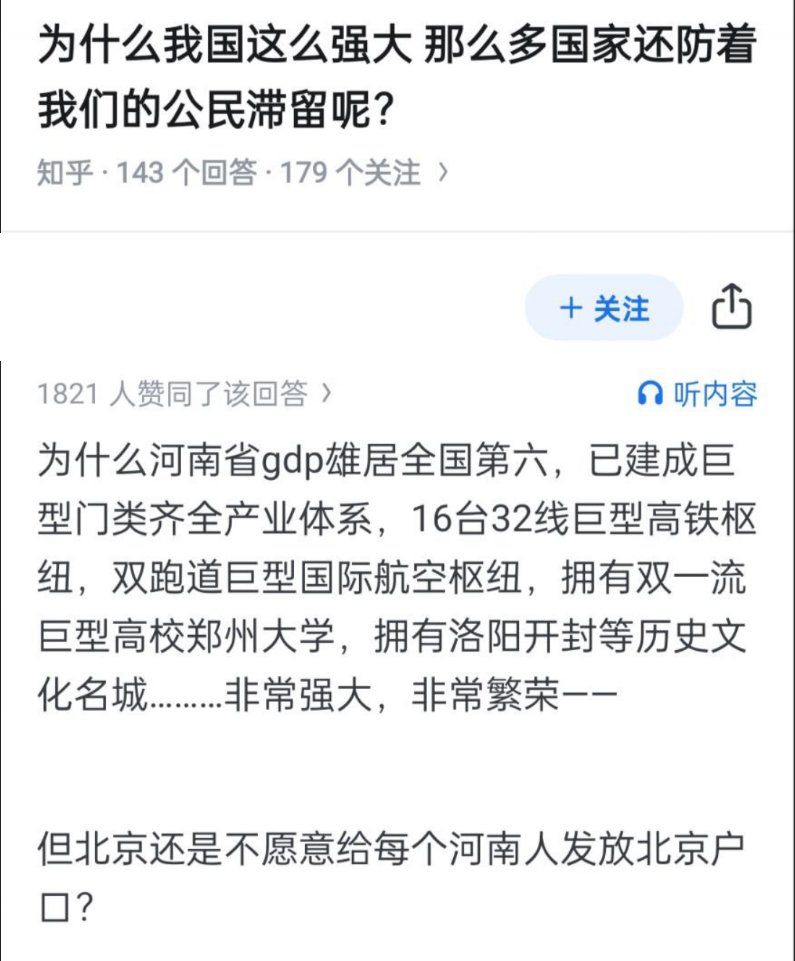 为什么我国这么强大 那么多国家还防着
我们的公民滞留呢？
知乎 · 143 个回答 · 179 个关注 >
+ 关注
1821 人赞同了该回答 >
听内容
为什么河南省gdp雄居全国第六，已建成巨
型门类齐全产业体系，16台32线巨型高铁枢
纽，双跑道巨型国际航空枢纽，拥有双一流
巨型高校郑州大学，拥有洛阳开封等历史文
化名城………非常强大，非常繁荣——
但北京还是不愿意给每个河南人发放北京户
口？